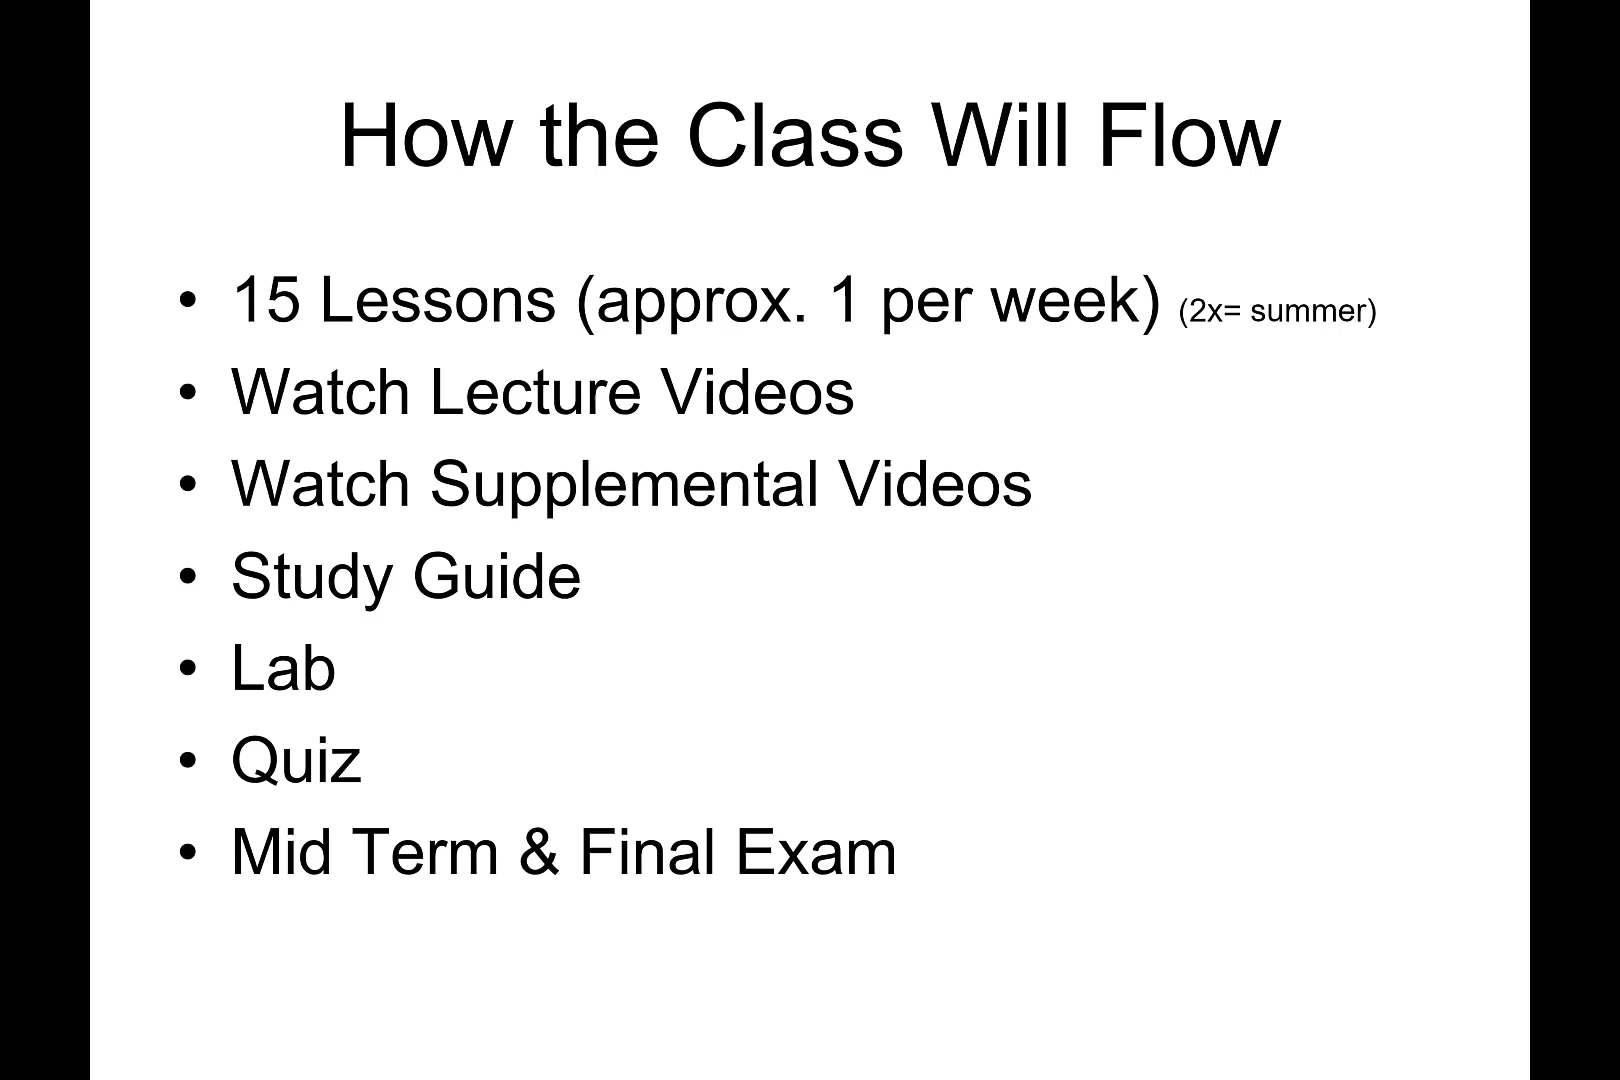 How the Class Will Flow
• 15 Lessons (approx. 1 per week) (2x= summer)
• Watch Lecture Videos
• Watch Supplemental Videos
• Study Guide
• Lab
• Quiz
• Mid Term & Final Exam